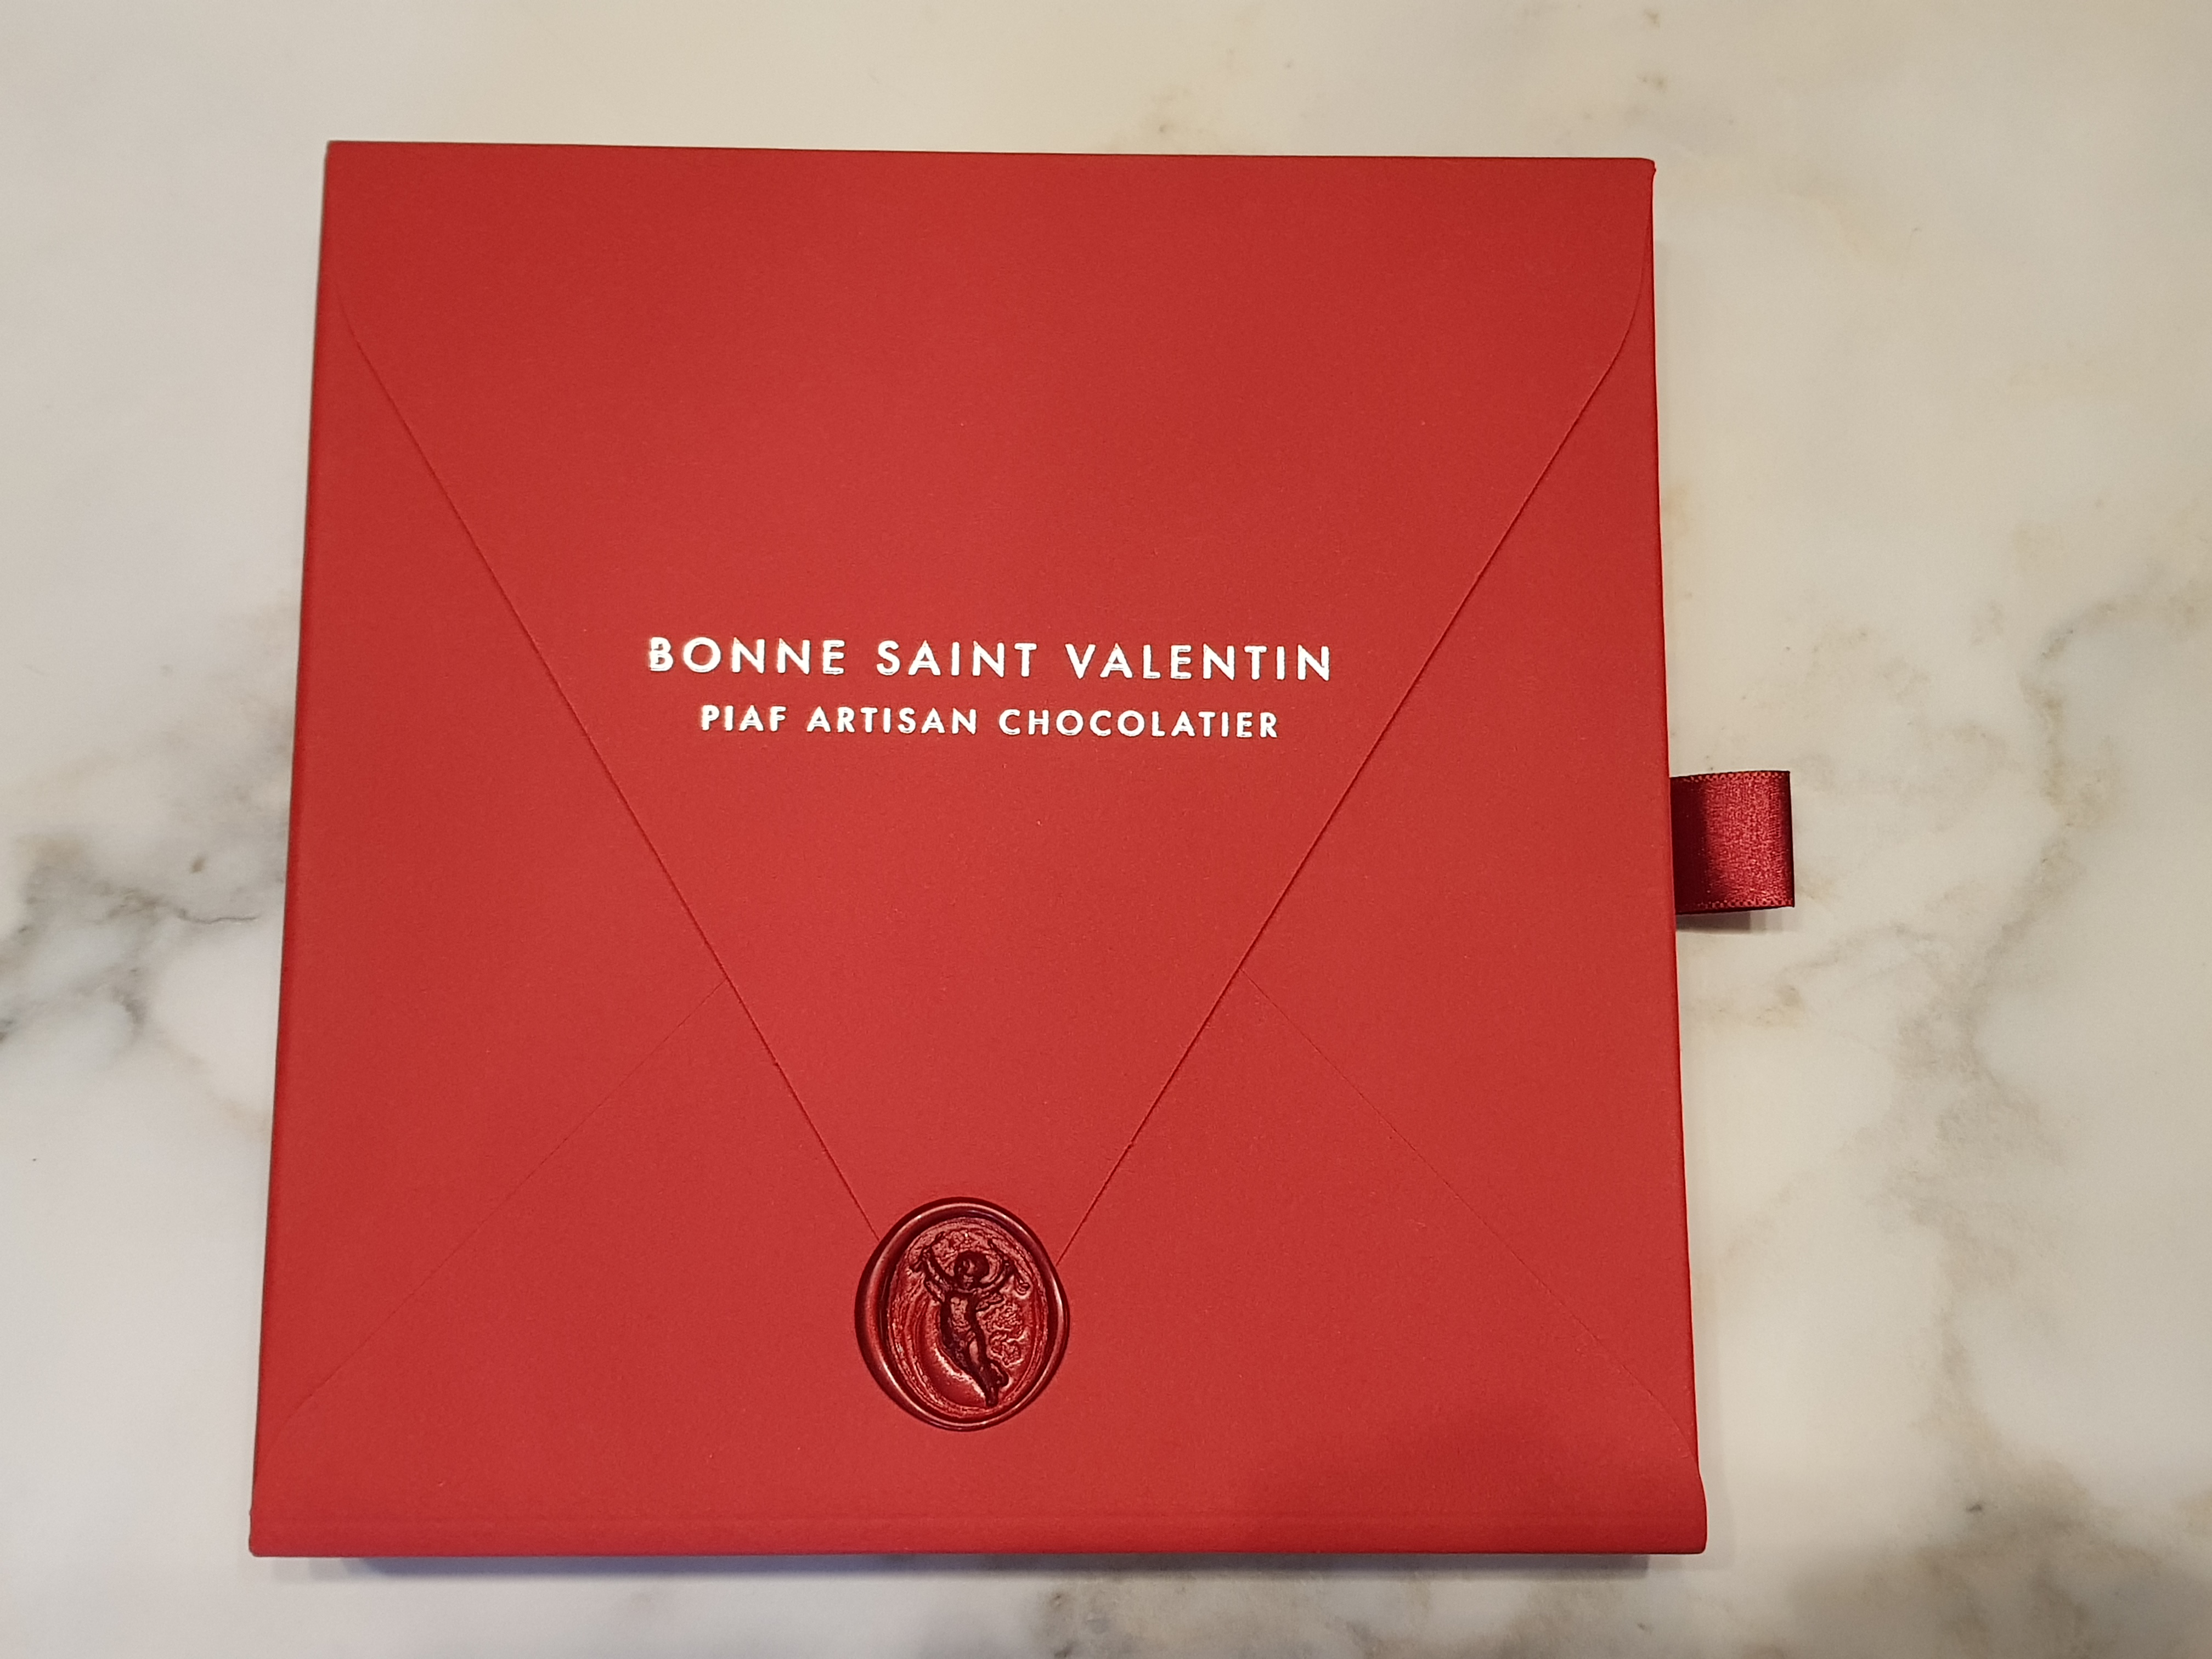 BONNE SAINT VALENTIN
PIAF ARTISAN CHOCOLATIER